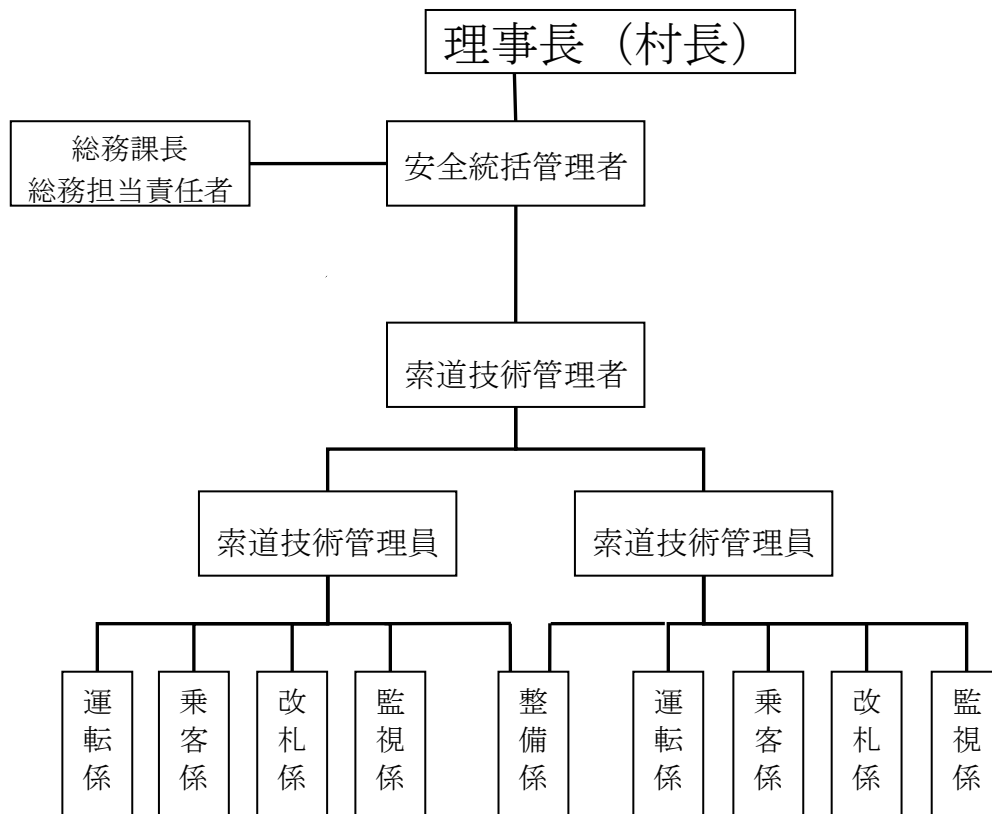 理事長（村長）
総務課長
総務担当責任者
安全統括管理者
索道技術管理者
索道技術管理員
索道技術管理員
運転係
乗客係
改札係
監視係
整備係
運転係
乗客係
改札係
監視係